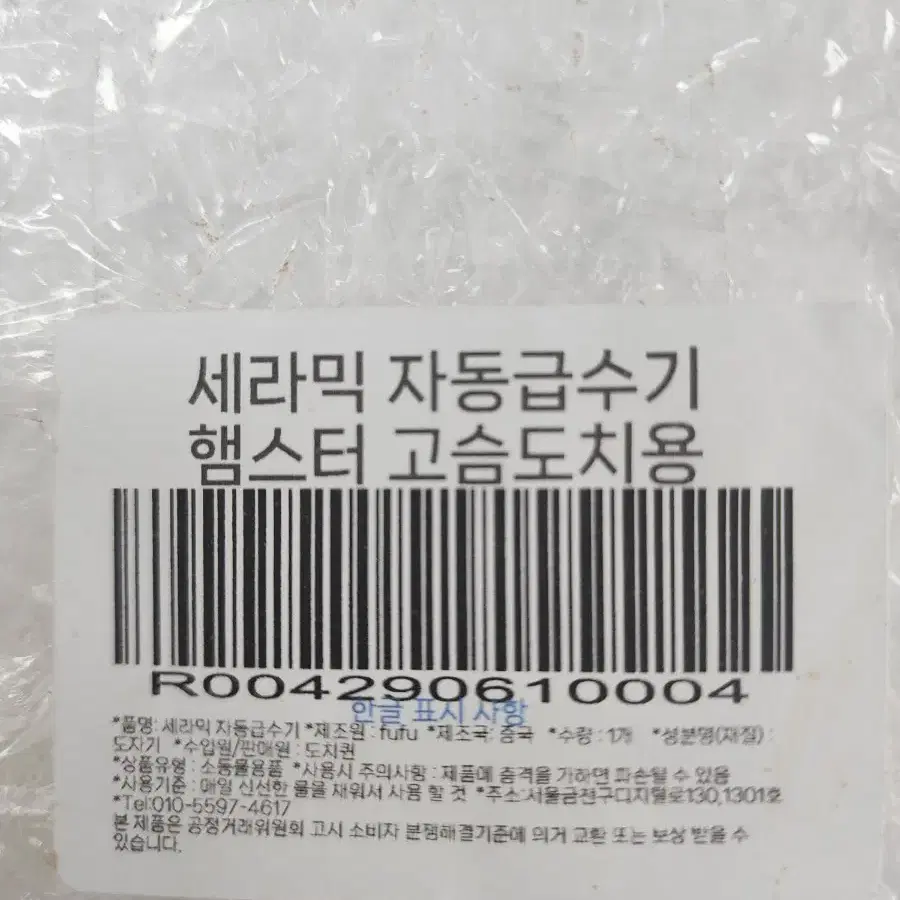 세라믹 자동급수기
햄스터 고슴도치용
R004290610004
한글 표시 사항
*품명: 세라믹 자동급수기 *제조원 : fufu *제조국: 중국 *수량 : 1개 *성분명(재질) :
도자기 *수입원/판매원 : 도치퀸
*상품유형 : 소동물용품 *사용시 주의사항 : 제품에 충격을 가하면 파손될 수 있음
*사용기준 : 매일 신선한 물을 채워서 사용 할 것 *주소:서울금천구디지털로130,1301호
*Tel:010-5597-4617
본 제품은 공정거래위원회 고시 소비자 분쟁해결기준에 의거 교환 또는 보상 받을 수
있습니다.